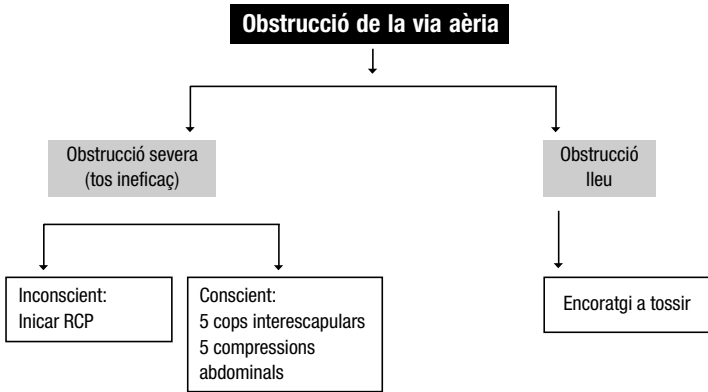 Obstrucció de la via aèria
Obstrucció severa
(tos ineficaç)
Obstrucció
lleu
Inconscient:
Inicar RCP
Conscient:
5 cops interescapulars
5 compressions
abdominals
Encoratgi a tossir